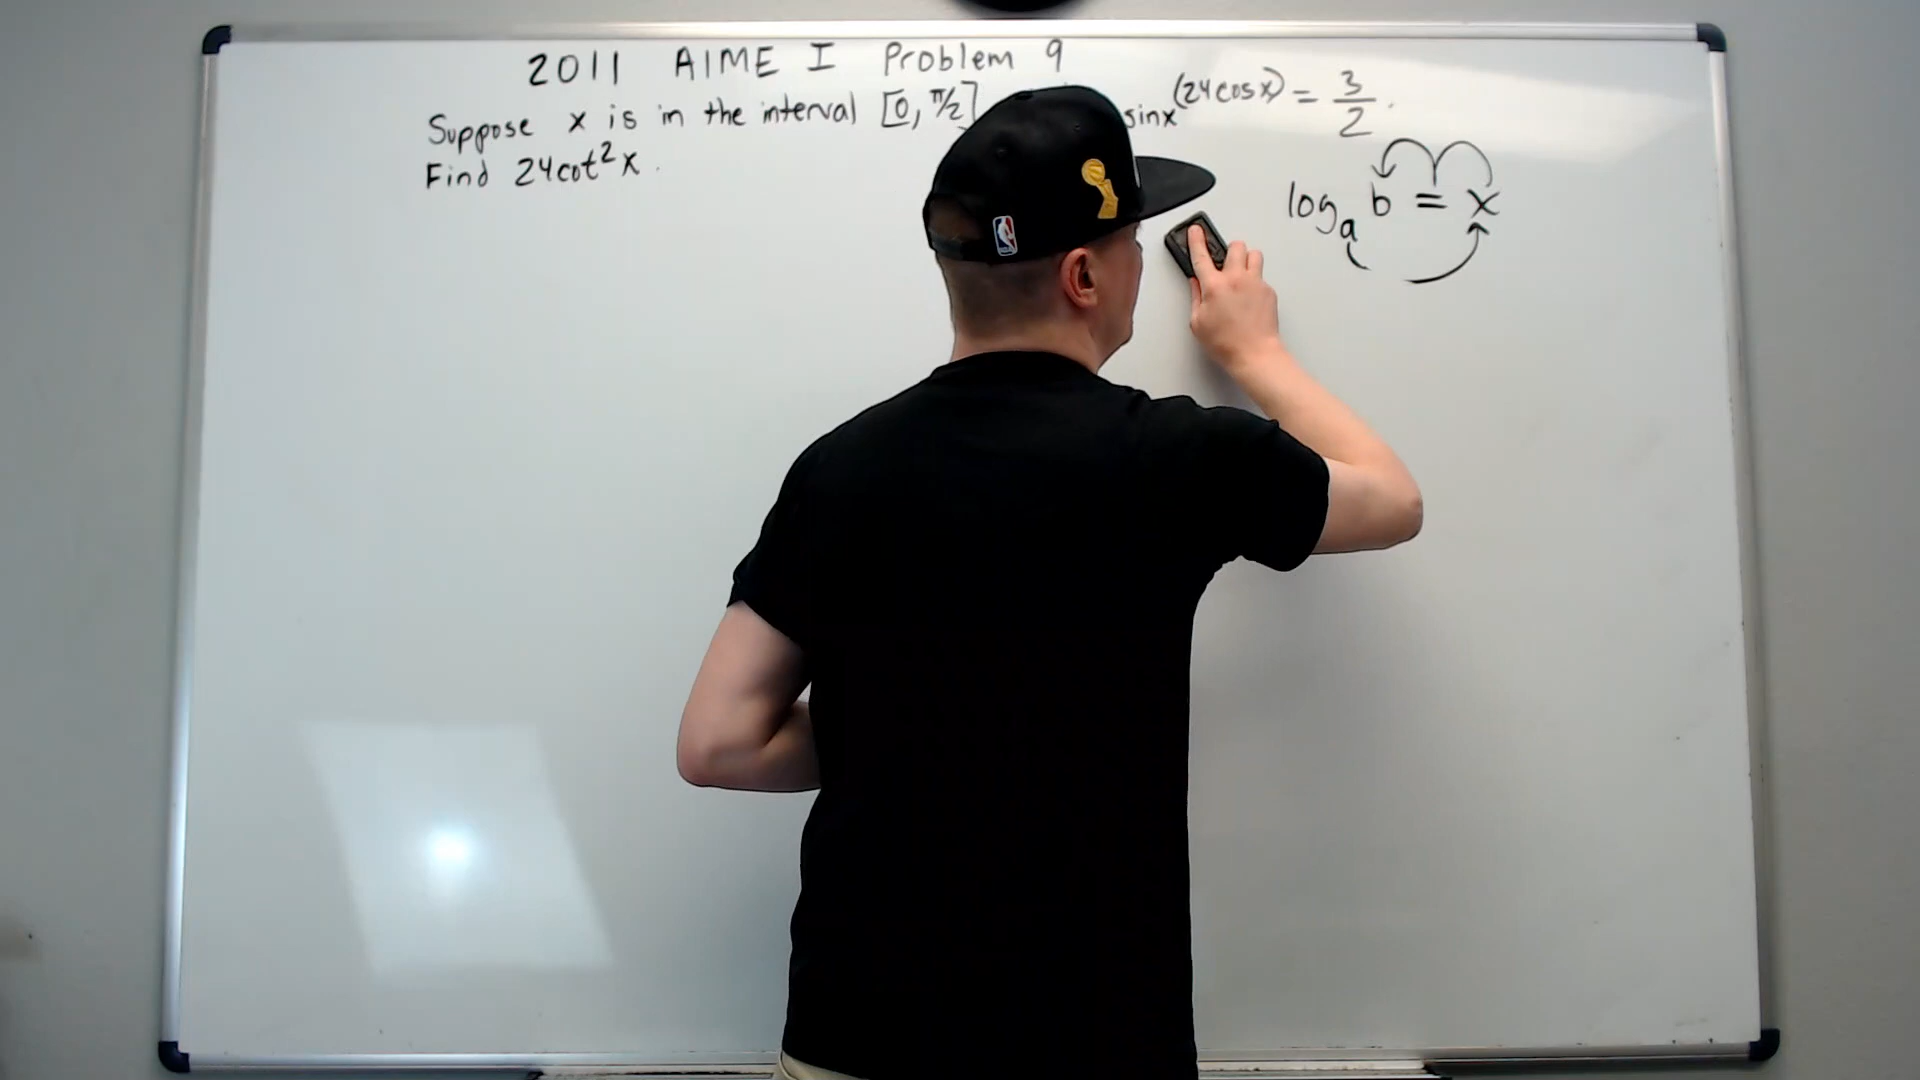 2011 AIME I Problem 9
Suppose x is in the interval [0, π/2] sinx (24cosx) = 3/2.
Find 24cot²x.
log_a b = x